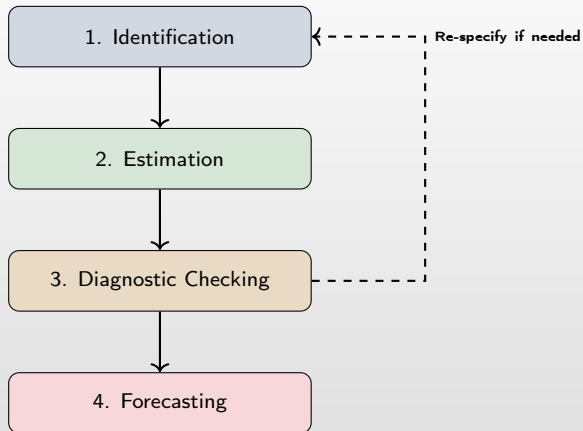 1. Identification
Re-specify if needed
2. Estimation
3. Diagnostic Checking
4. Forecasting